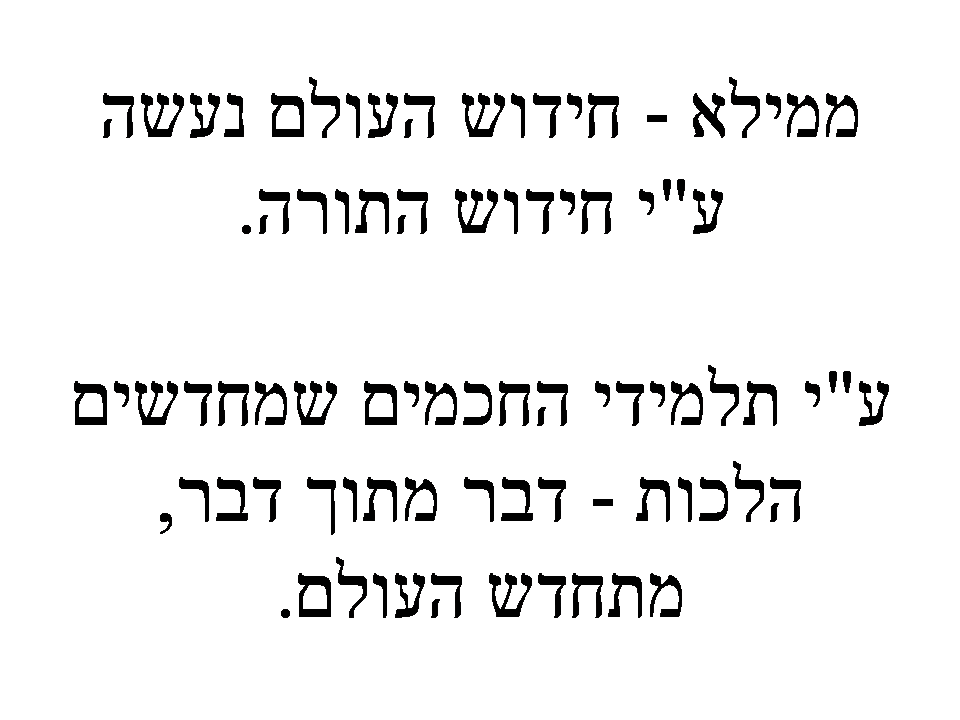 ממילא - חידוש העולם נעשה
ע"י חידוש התורה.
ע"י תלמידי החכמים שמחדשים
הלכות - דבר מתוך דבר,
מתחדש העולם.